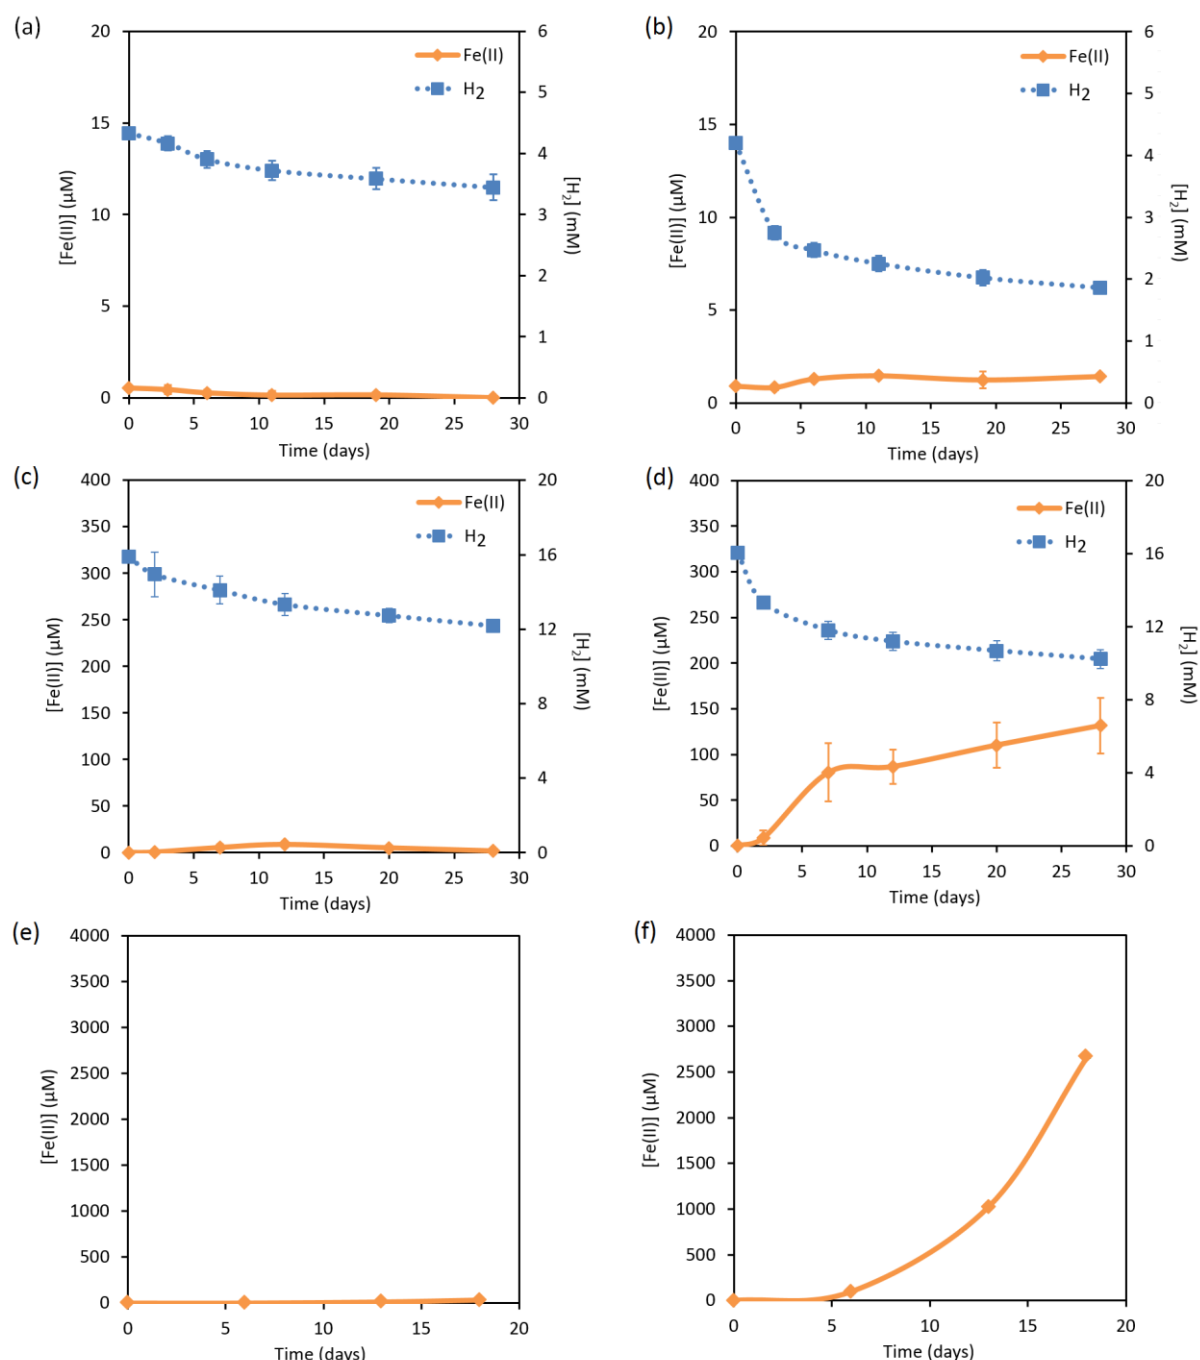 (a)
20
15
10
5
0
[Fe(II)] (µM)
Fe(II)
H2
6
5
4
3
2
1
0
[H2] (mM)
0 5 10 15 20 25 30
Time (days)
(b)
20
15
10
5
0
[Fe(II)] (µM)
Fe(II)
H2
6
5
4
3
2
1
0
[H2] (mM)
0 5 10 15 20 25 30
Time (days)
(c)
400
350
300
250
200
150
100
50
0
[Fe(II)] (µM)
Fe(II)
H2
20
16
12
8
4
0
[H2] (mM)
0 5 10 15 20 25 30
Time (days)
(d)
400
350
300
250
200
150
100
50
0
[Fe(II)] (µM)
Fe(II)
H2
20
16
12
8
4
0
[H2] (mM)
0 5 10 15 20 25 30
Time (days)
(e)
4000
3500
3000
2500
2000
1500
1000
500
0
[Fe(II)] (µM)
0 5 10 15 20
Time (days)
(f)
4000
3500
3000
2500
2000
1500
1000
500
0
[Fe(II)] (µM)
0 5 10 15 20
Time (days)